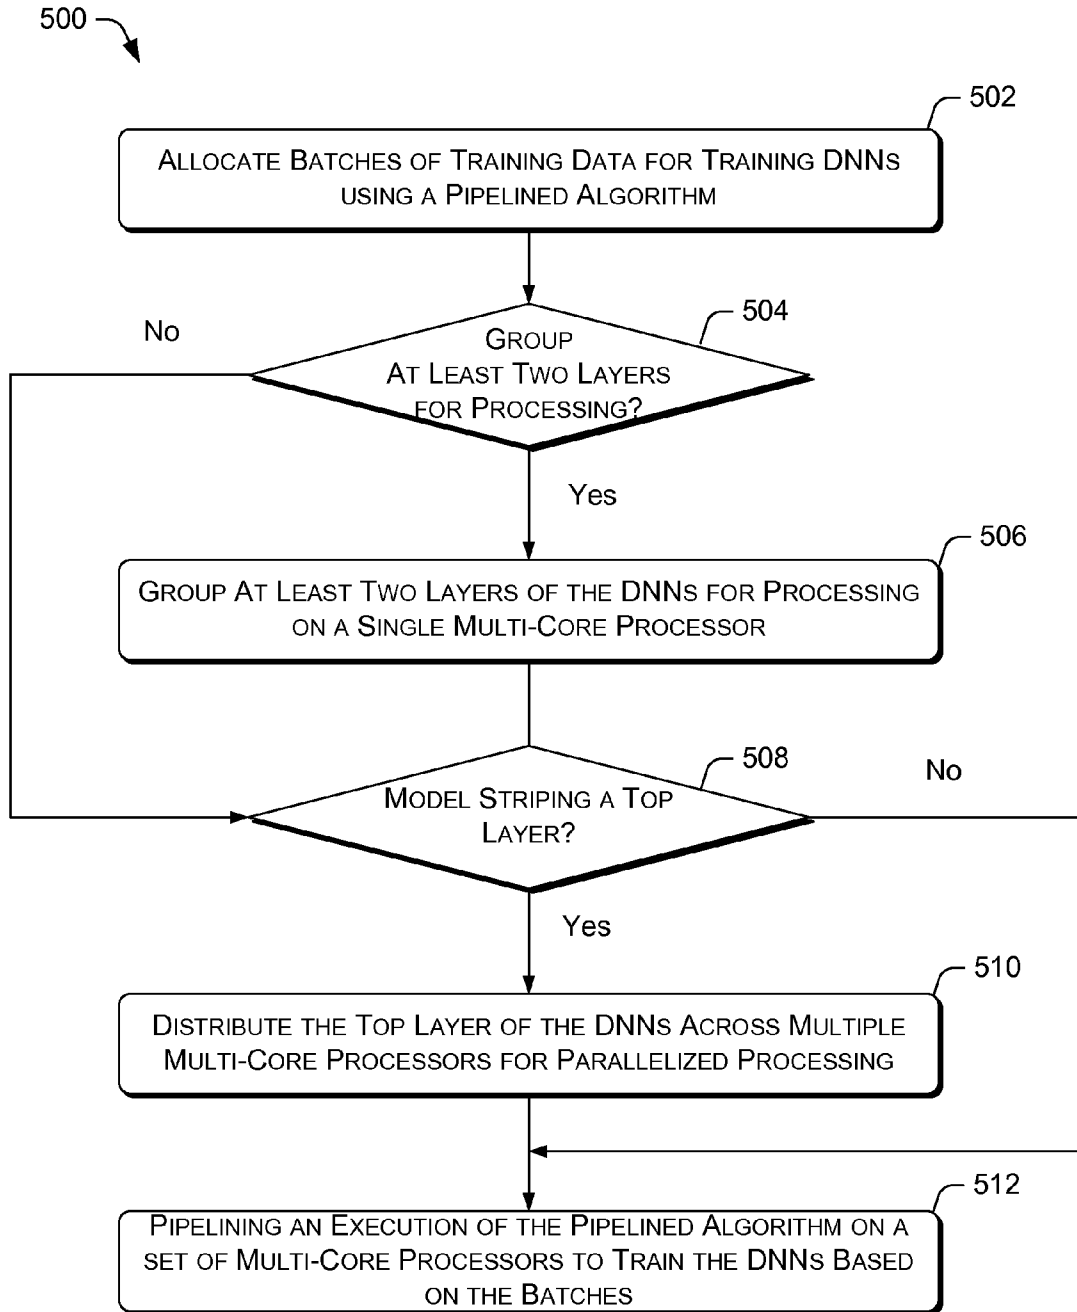 500
502
ALLOCATE BATCHES OF TRAINING DATA FOR TRAINING DNNS
USING A PIPELINED ALGORITHM
504
No
GROUP
AT LEAST TWO LAYERS
FOR PROCESSING?
Yes
506
GROUP AT LEAST TWO LAYERS OF THE DNNS FOR PROCESSING
ON A SINGLE MULTI-CORE PROCESSOR
508
No
MODEL STRIPING A TOP
LAYER?
Yes
510
DISTRIBUTE THE TOP LAYER OF THE DNNS ACROSS MULTIPLE
MULTI-CORE PROCESSORS FOR PARALLELIZED PROCESSING
512
PIPELINING AN EXECUTION OF THE PIPELINED ALGORITHM ON A
SET OF MULTI-CORE PROCESSORS TO TRAIN THE DNNS BASED
ON THE BATCHES